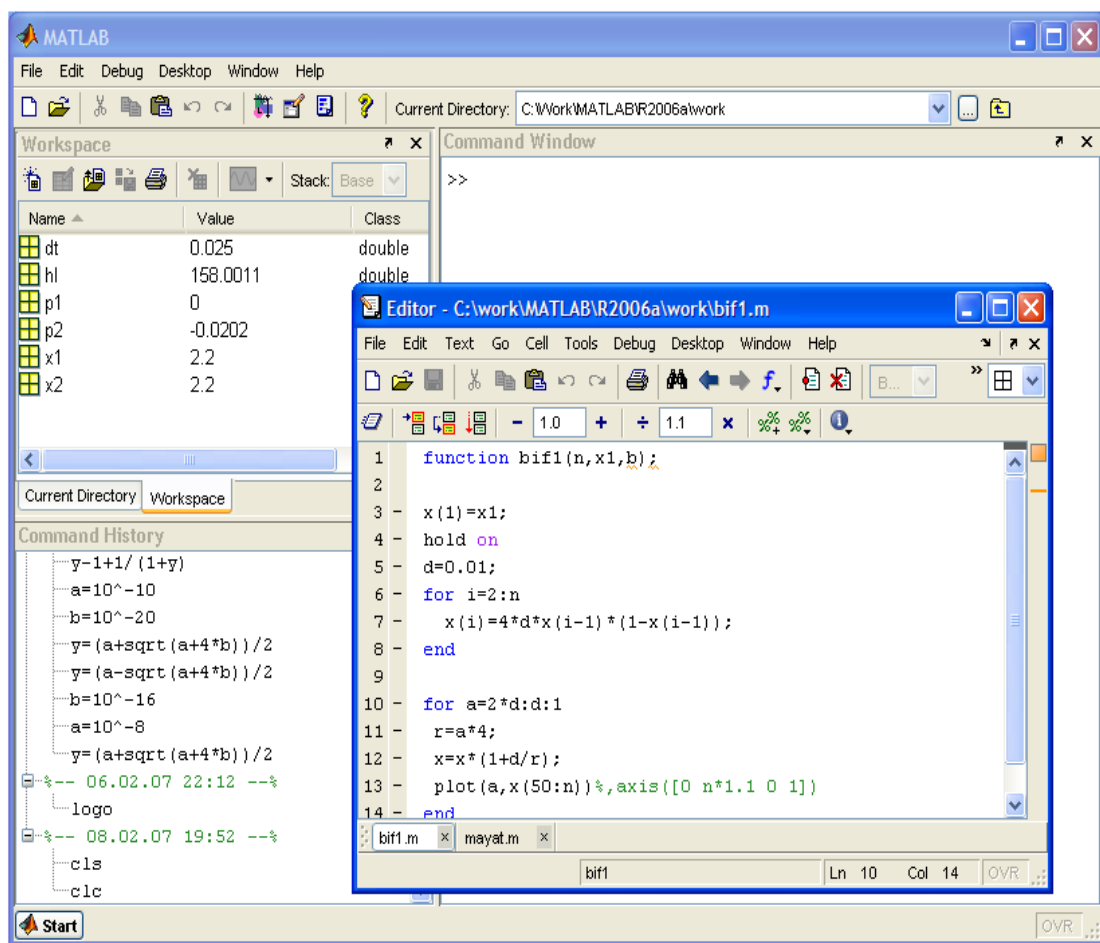 MATLAB
File Edit Debug Desktop Window Help
Current Directory: C:\Work\MATLAB\R2006a\work ...
Workspace
Stack: Base
Name Value Class
dt 0.025 double
hl 158.0011 double
p1 0
p2 -0.0202
x1 2.2
x2 2.2
Current Directory Workspace
Command History
y-1+1/(1+y)
a=10^-10
b=10^-20
y=(a+sqrt(a+4*b))/2
y=(a-sqrt(a+4*b))/2
b=10^-16
a=10^-8
y=(a+sqrt(a+4*b))/2
%-- 06.02.07 22:12 --%
logo
%-- 08.02.07 19:52 --%
cls
clc
Command Window
>>
Editor - C:\work\MATLAB\R2006a\work\bif1.m
File Edit Text Go Cell Tools Debug Desktop Window Help
B... »
- 1.0 + ÷ 1.1 ×
1 function bif1(n,x1,b);
2
3 - x(1)=x1;
4 - hold on
5 - d=0.01;
6 - for i=2:n
7 - x(i)=4*d*x(i-1)*(1-x(i-1));
8 - end
9
10 - for a=2*d:d:1
11 - r=a*4;
12 - x=x*(1+d/r);
13 - plot(a,x(50:n))%,axis([0 n*1.1 0 1])
14 - end
bif1.m × mayat.m ×
bif1 Ln 10 Col 14 OVR
Start OVR